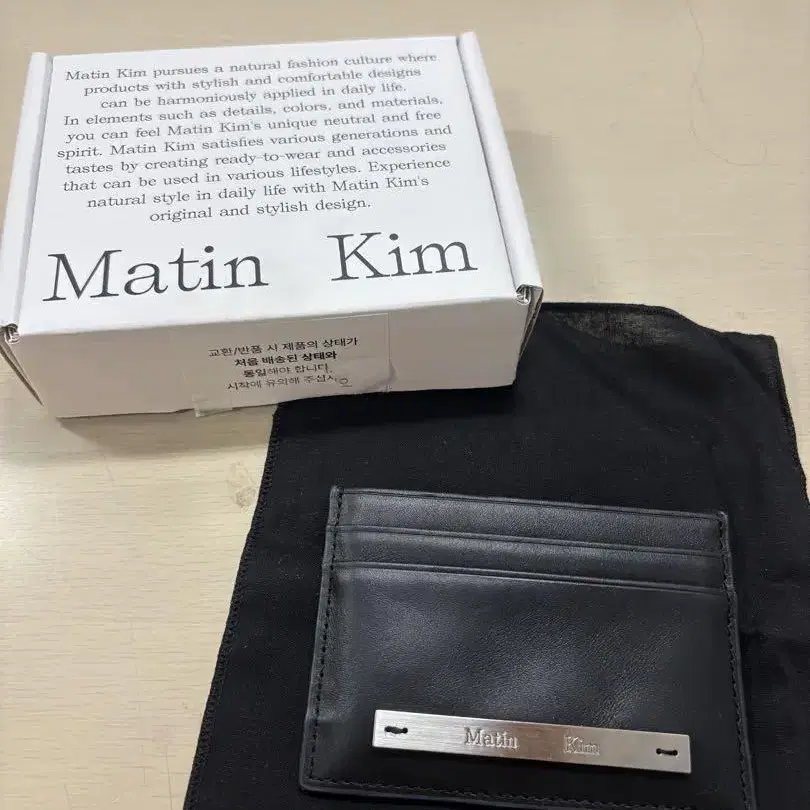 Matin Kim pursues a natural fashion culture where
products with stylish and comfortable designs
can be harmoniously applied in daily life.
In elements such as details, colors, and materials,
you can feel Matin Kim's unique neutral and free
spirit. Matin Kim satisfies various generations and
tastes by creating ready-to-wear and accessories
that can be used in various lifestyles. Experience
natural style in daily life with Matin Kim's
original and stylish design.
Matin Kim
교환/반품 시 제품의 상태가
처음 배송된 상태와
동일해야 합니다.
시착에 유의해 주십시오
Matin Kim